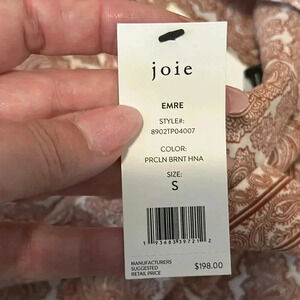 joie
EMRE
STYLE#:
8902TP04007
COLOR:
PRCLN BRNT HNA
SIZE:
S
MANUFACTURERS
SUGGESTED
RETAIL PRICE
$198.00